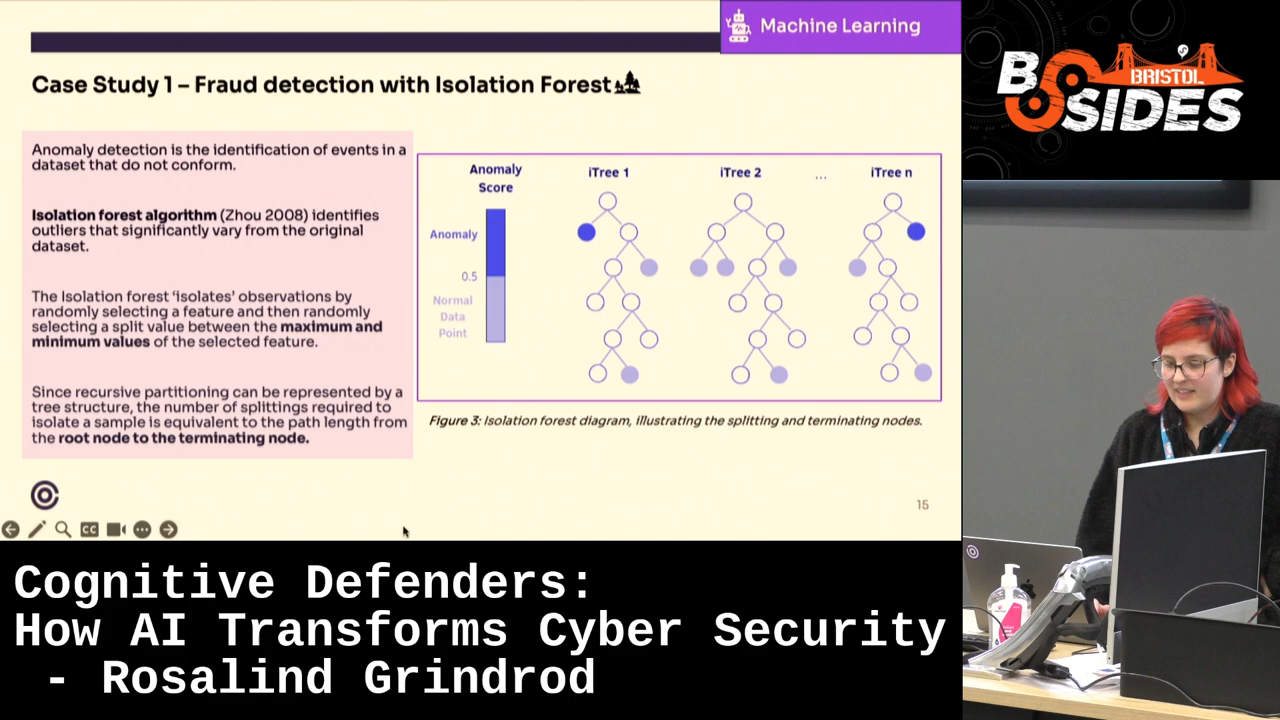 Machine Learning
Case Study 1 – Fraud detection with Isolation Forest
Anomaly detection is the identification of events in a
dataset that do not conform.
Isolation forest algorithm (Zhou 2008) identifies
outliers that significantly vary from the original
dataset.
The Isolation forest ‘isolates’ observations by
randomly selecting a feature and then randomly
selecting a split value between the maximum and
minimum values of the selected feature.
Since recursive partitioning can be represented by a
tree structure, the number of splittings required to
isolate a sample is equivalent to the path length from
the root node to the terminating node.
Anomaly
Score
Anomaly
0.5
Normal
Data
Point
iTree 1
iTree 2
...
iTree n
Figure 3: Isolation forest diagram, illustrating the splitting and terminating nodes.
15
CC
BSIDES
BRISTOL
Cognitive Defenders:
How AI Transforms Cyber Security
- Rosalind Grindrod